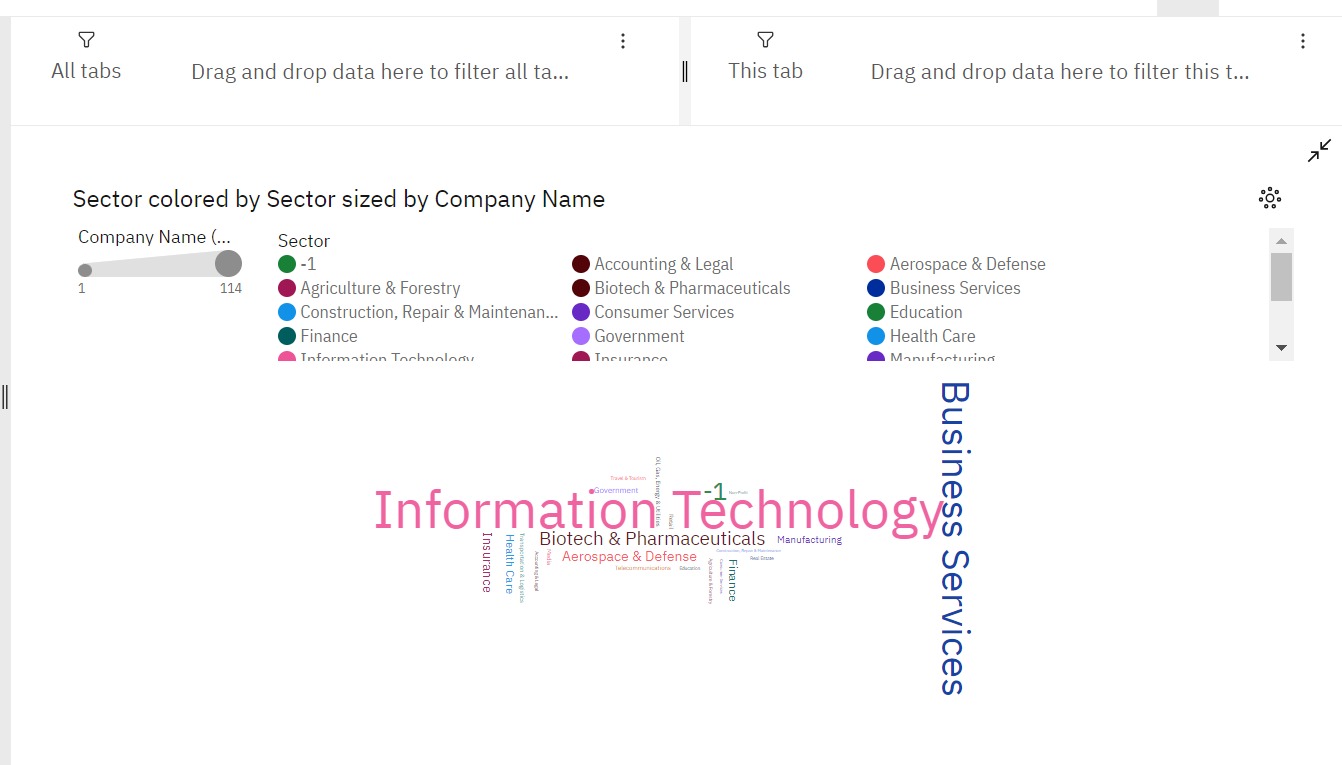 All tabs
Drag and drop data here to filter all ta...
This tab
Drag and drop data here to filter this t...
Sector colored by Sector sized by Company Name
Company Name (...
1
114
Sector
-1
Accounting & Legal
Aerospace & Defense
Agriculture & Forestry
Biotech & Pharmaceuticals
Business Services
Construction, Repair & Maintenan...
Consumer Services
Education
Finance
Government
Health Care
Information Technology
Insurance
Manufacturing
Business Services
Oil, Gas, Energy & Utilities
Travel & Tourism
Government
-1
Non-Profit
Information Technology
Retail
Biotech & Pharmaceuticals
Manufacturing
Insurance
Health Care
Transportation & Logistics
Accounting & Legal
Media
Aerospace & Defense
Construction, Repair & Maintenance
Real Estate
Telecommunications
Education
Agriculture & Forestry
Consumer Services
Finance